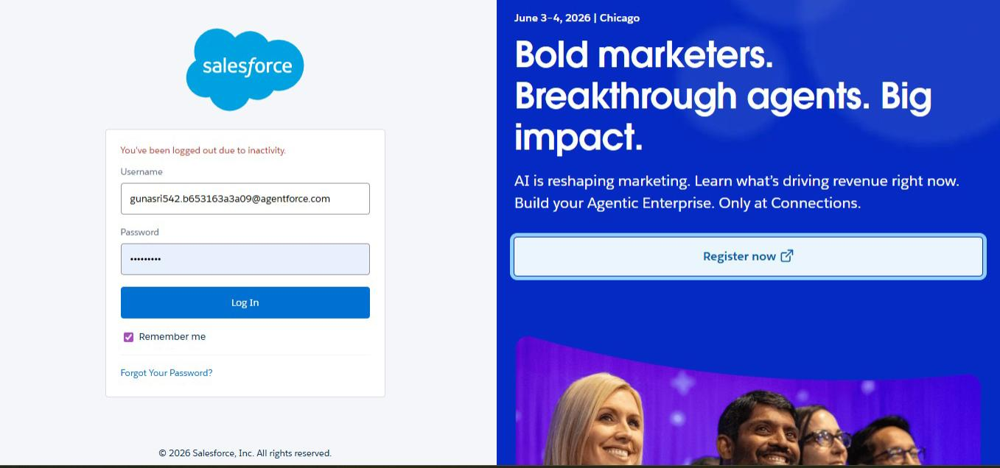 salesforce
You've been logged out due to inactivity.
Username
gunasri542.b653163a3a09@agentforce.com
Password
•••••••••
Log In
Remember me
Forgot Your Password?
© 2026 Salesforce, Inc. All rights reserved.
June 3–4, 2026 | Chicago
Bold marketers.
Breakthrough agents. Big
impact.
AI is reshaping marketing. Learn what’s driving revenue right now.
Build your Agentic Enterprise. Only at Connections.
Register now